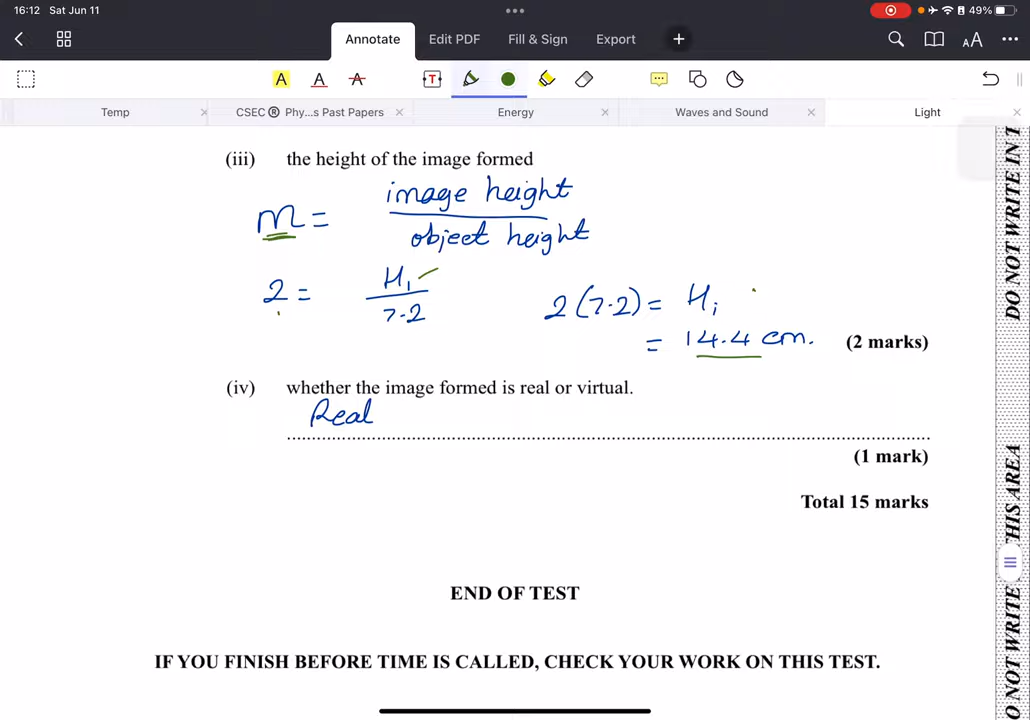 16:12 Sat Jun 11
49%
Annotate Edit PDF Fill & Sign Export
AA
A A A T
Temp CSEC ® Phy...s Past Papers Energy Waves and Sound Light
(iii) the height of the image formed
m = image height
object height
2 = Hi
7.2
2 (7.2) = Hi
= 14.4 cm.
(2 marks)
(iv) whether the image formed is real or virtual.
Real
(1 mark)
Total 15 marks
END OF TEST
IF YOU FINISH BEFORE TIME IS CALLED, CHECK YOUR WORK ON THIS TEST.
DO NOT WRITE IN T
O NOT WRITE THIS AREA